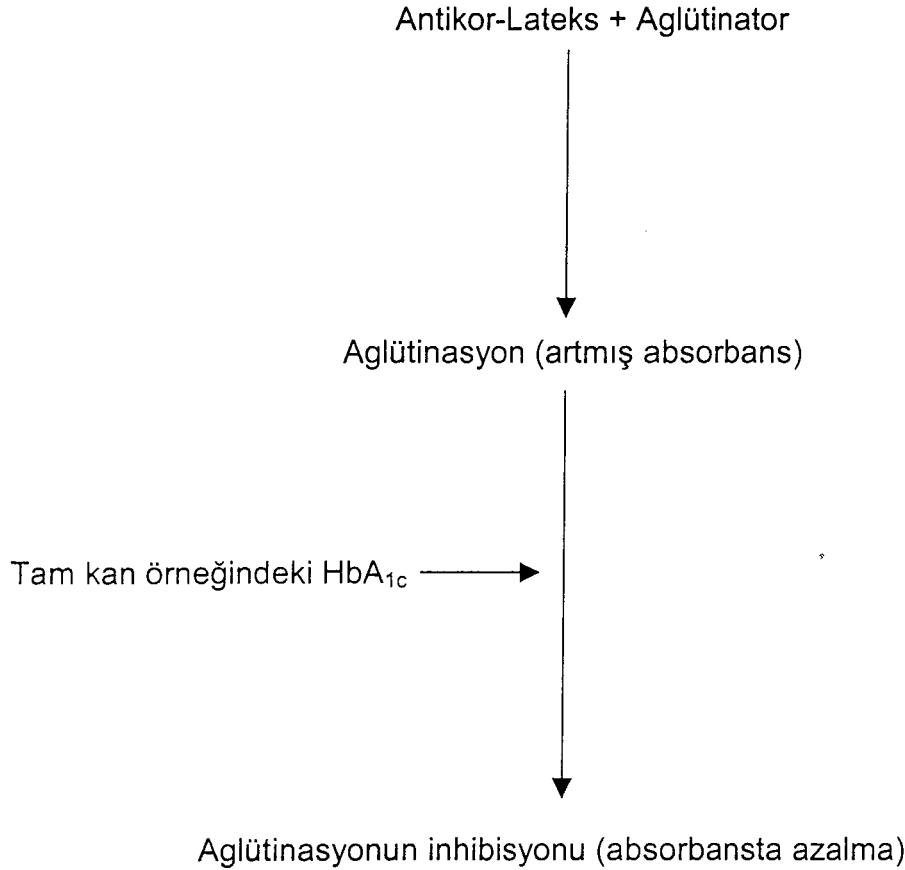 Antikor-Lateks + Aglütinator
Aglütinasyon (artmış absorbans)
Tam kan örneğindeki HbA₁c
Aglütinasyonun inhibisyonu (absorbansta azalma)